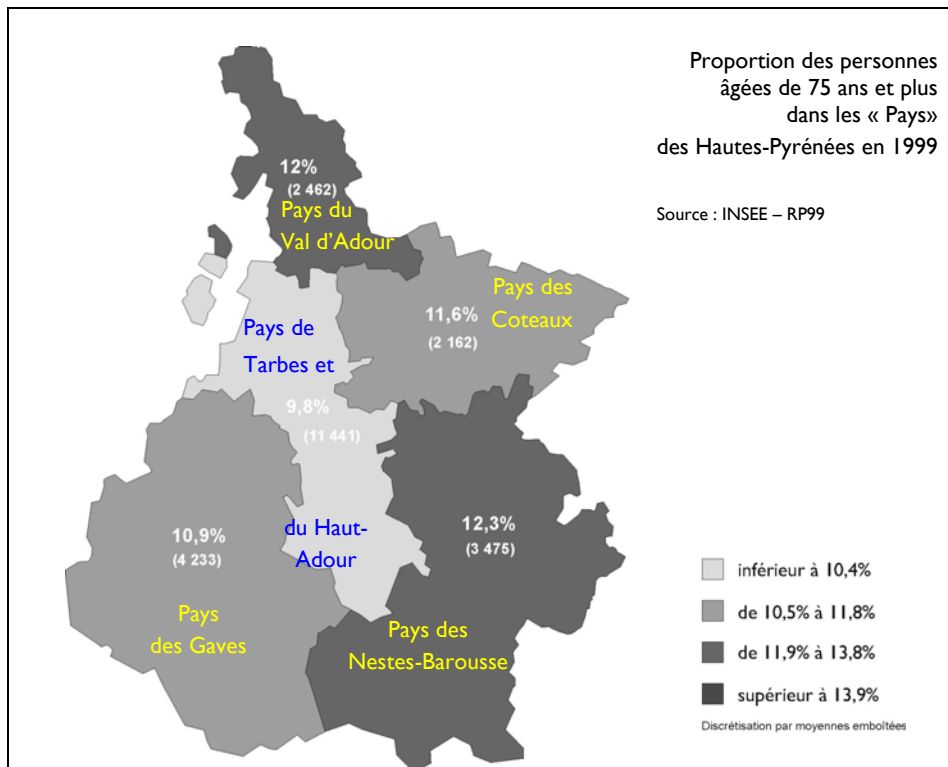 Proportion des personnes
âgées de 75 ans et plus
dans les « Pays»
des Hautes-Pyrénées en 1999
Source : INSEE – RP99
12%
(2 462)
Pays du
Val d’Adour
Pays des
Coteaux
11,6%
(2 162)
Pays de
Tarbes et
9,8%
(11 441)
du Haut-
Adour
10,9%
(4 233)
Pays
des Gaves
12,3%
(3 475)
Pays des
Nestes-Barousse
inférieur à 10,4%
de 10,5% à 11,8%
de 11,9% à 13,8%
supérieur à 13,9%
Discrétisation par moyennes emboîtées